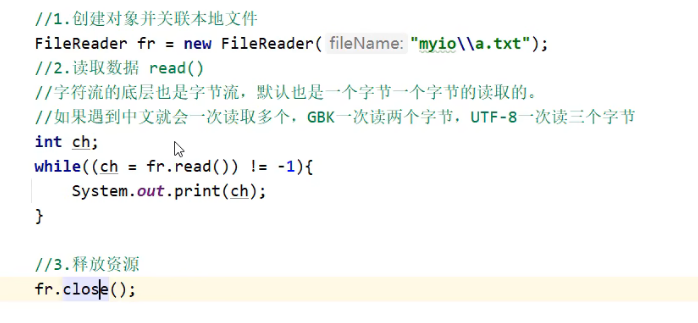 //1.创建对象并关联本地文件
FileReader fr = new FileReader( fileName: "myio\\a.txt");
//2.读取数据 read()
//字符流的底层也是字节流，默认也是一个字节一个字节的读取的。
//如果遇到中文就会一次读取多个，GBK一次读两个字节，UTF-8一次读三个字节
int ch;
while((ch = fr.read()) != -1){
System.out.print(ch);
}
//3.释放资源
fr.close();